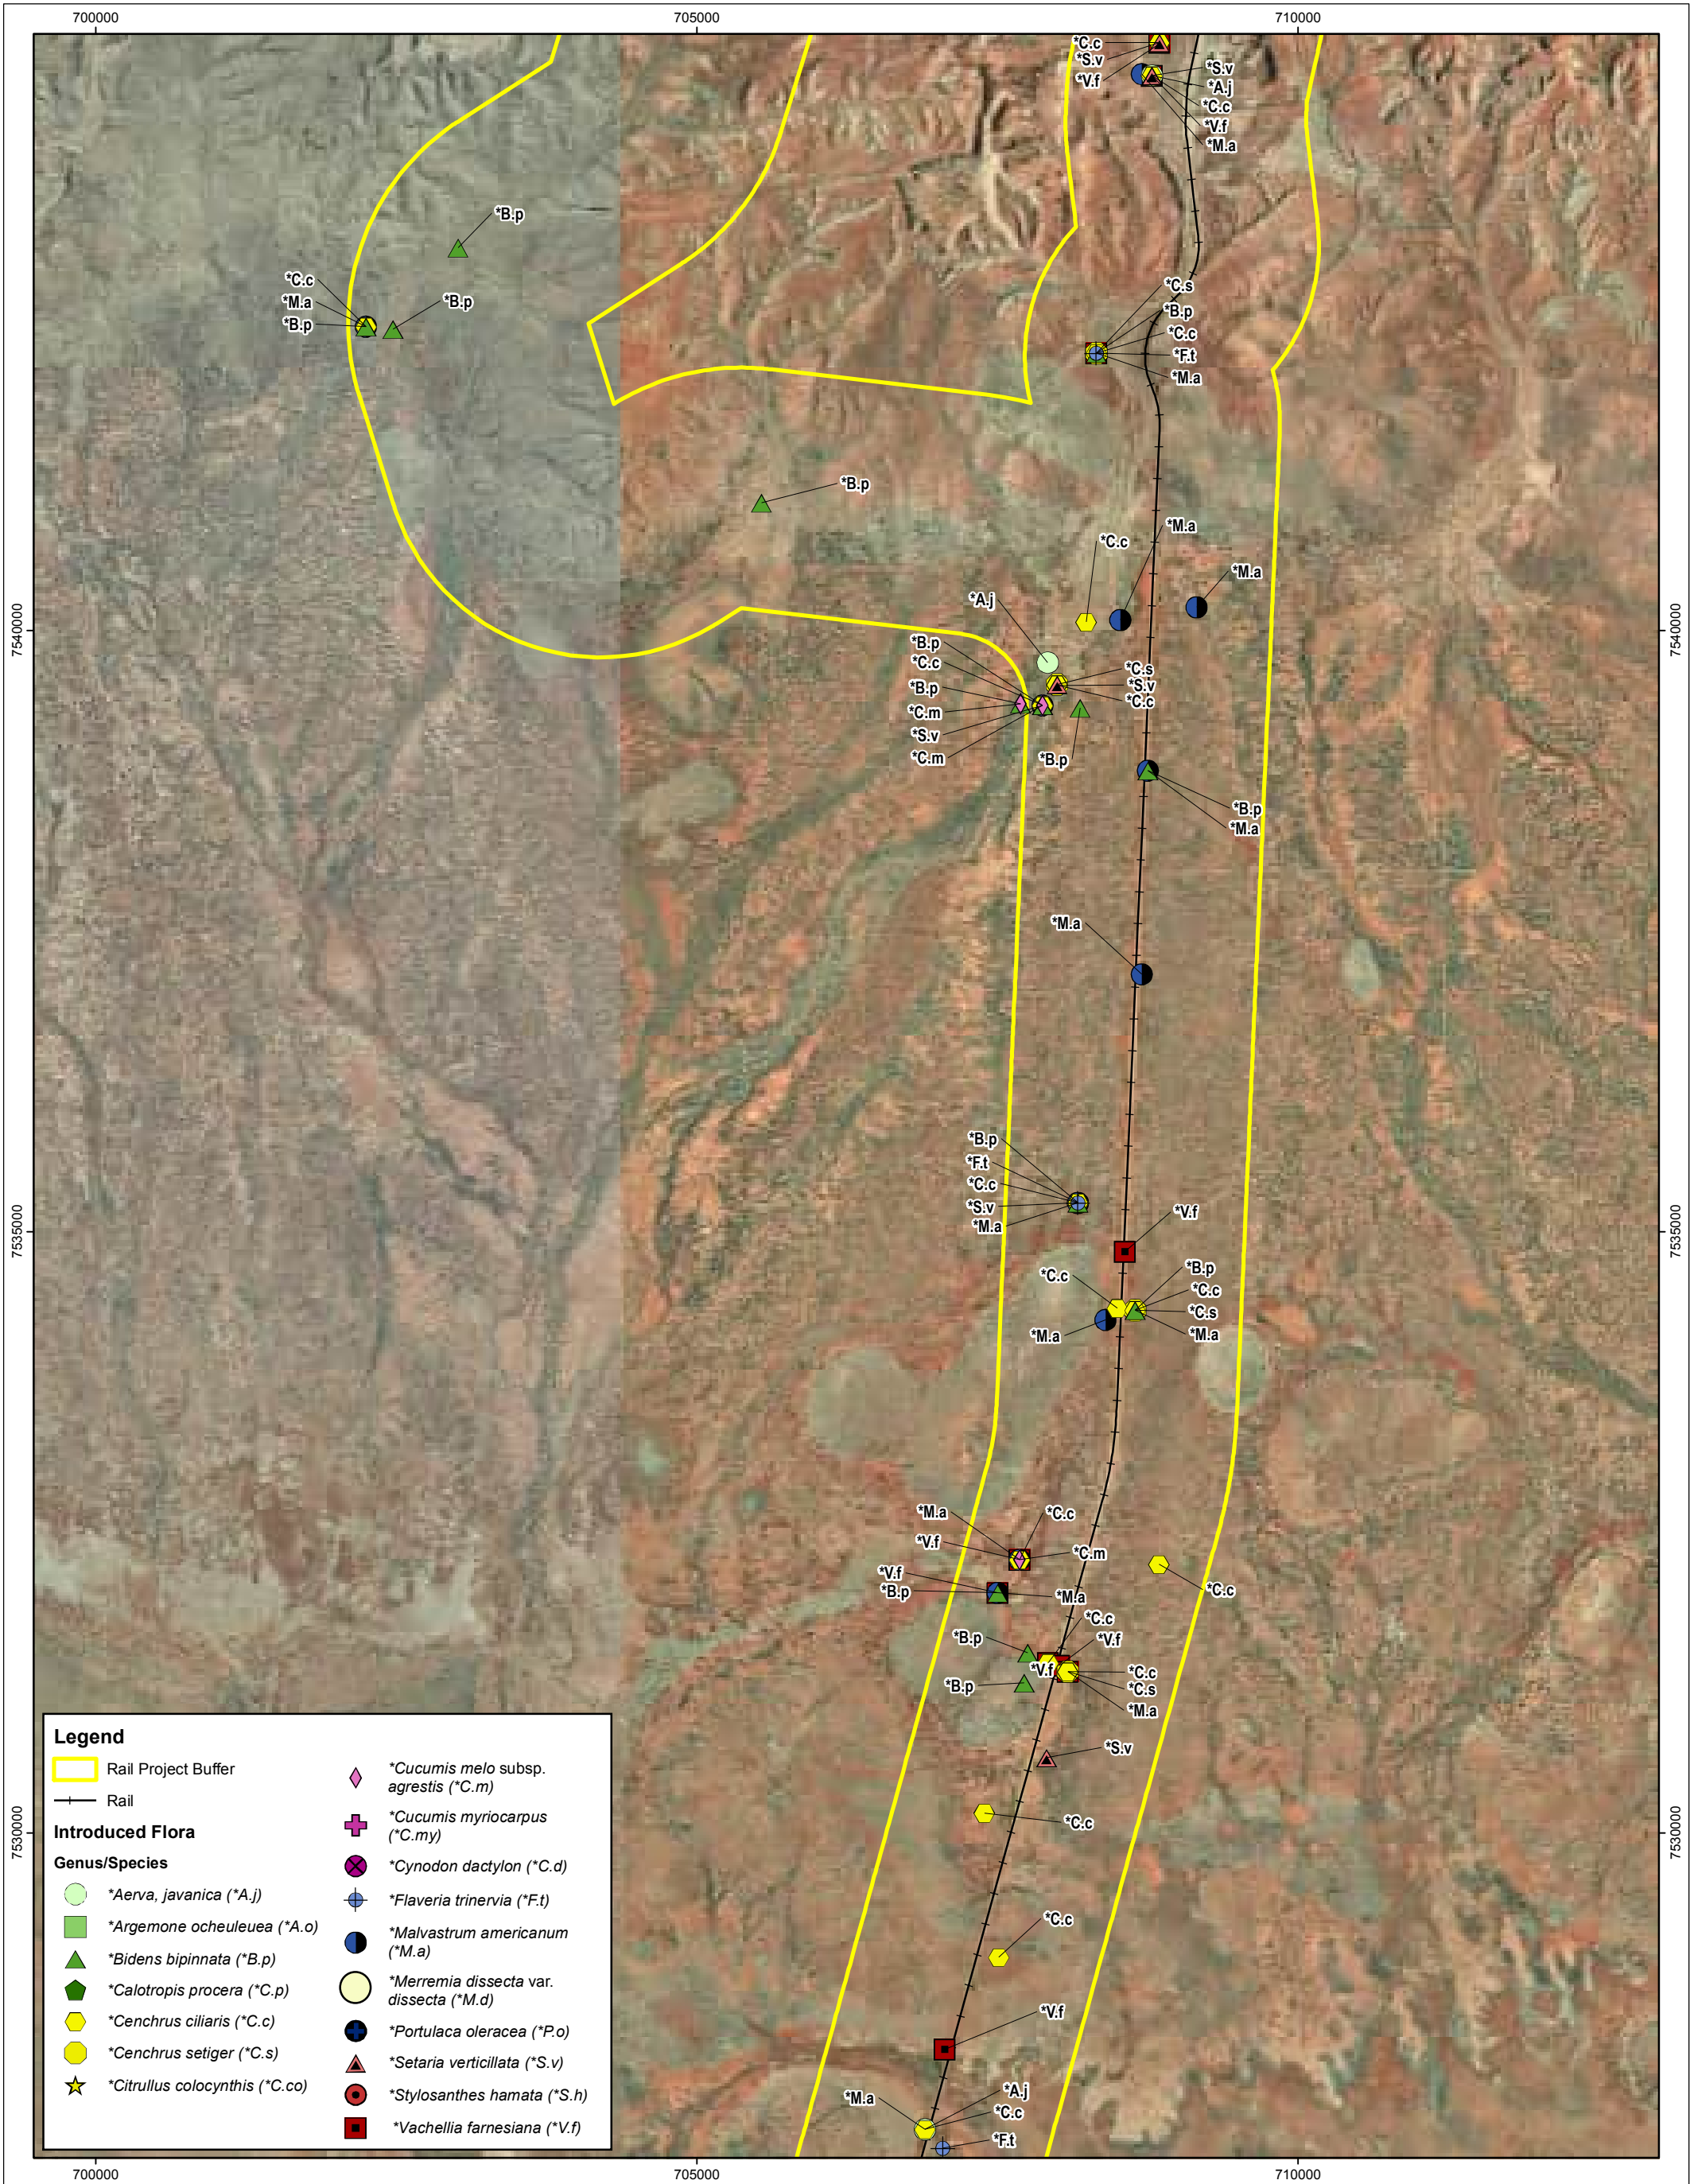 700000
705000
710000
*C.c
*S.v
*V.f
*S.v
*A.j
*C.c
*V.f
*M.a
*B.p
*C.c
*M.a
*B.p
*B.p
*C.s
*B.p
*C.c
*F.t
*M.a
*B.p
*M.a
*C.c
*M.a
*A.j
7540000
7540000
*B.p
*C.c
*B.p
*C.m
*S.v
*C.m
*C.s
*S.v
*C.c
*B.p
*B.p
*M.a
*M.a
*B.p
*F.t
*C.c
*S.v
*M.a
*V.f
7535000
7535000
*C.c
*B.p
*C.c
*C.s
*M.a
*M.a
*M.a
*C.c
*V.f
*C.m
*V.f
*B.p
*M.a
*C.c
*C.c
*V.f
*B.p
*V.f
*C.c
*C.s
*B.p
*M.a
*S.v
*C.c
7530000
7530000
*C.c
*V.f
*M.a
*A.j
*C.c
*F.t
Legend
Rail Project Buffer
Rail
Introduced Flora
Genus/Species
*Aerva, javanica (*A.j)
*Argemone ocheuleuea (*A.o)
*Bidens bipinnata (*B.p)
*Calotropis procera (*C.p)
*Cenchrus ciliaris (*C.c)
*Cenchrus setiger (*C.s)
*Citrullus colocynthis (*C.co)
*Cucumis melo subsp.
agrestis (*C.m)
*Cucumis myriocarpus
(*C.my)
*Cynodon dactylon (*C.d)
*Flaveria trinervia (*F.t)
*Malvastrum americanum
(*M.a)
*Merremia dissecta var.
dissecta (*M.d)
*Portulaca oleracea (*P.o)
*Setaria verticillata (*S.v)
*Stylosanthes hamata (*S.h)
*Vachellia farnesiana (*V.f)
700000
705000
710000